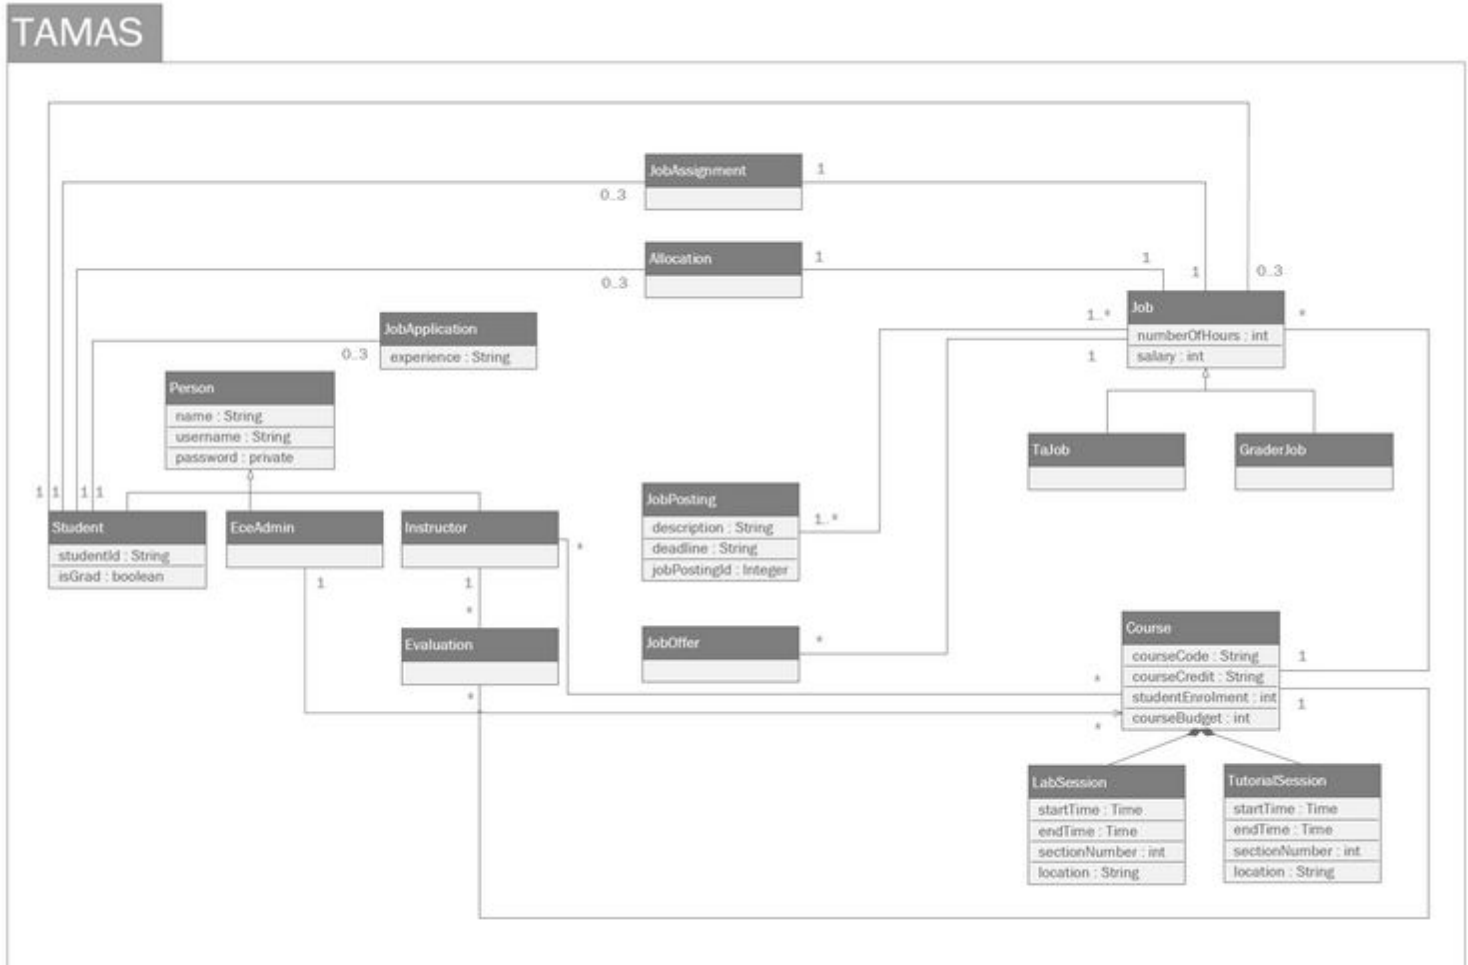 TAMAS
JobAssignment
1
0..3
Allocation
1
1
1
0..3
0..3
Job
numberOfHours : int
salary : int
1..*
*
1
JobApplication
experience : String
0..3
Person
name : String
username : String
password : private
TaJob
GraderJob
1
1
1
1
Student
studentId : String
isGrad : boolean
EceAdmin
1
Instructor
*
1
*
JobPosting
description : String
deadline : String
jobPostingId : Integer
1..*
Evaluation
*
JobOffer
*
Course
courseCode : String
courseCredit : String
studentEnrolment : int
courseBudget : int
1
*
1
*
LabSession
startTime : Time
endTime : Time
sectionNumber : int
location : String
TutorialSession
startTime : Time
endTime : Time
sectionNumber : int
location : String